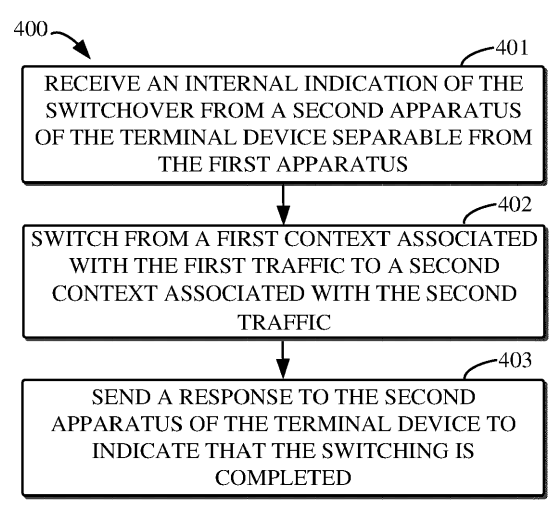 400
401
RECEIVE AN INTERNAL INDICATION OF THE
SWITCHOVER FROM A SECOND APPARATUS
OF THE TERMINAL DEVICE SEPARABLE FROM
THE FIRST APPARATUS
402
SWITCH FROM A FIRST CONTEXT ASSOCIATED
WITH THE FIRST TRAFFIC TO A SECOND
CONTEXT ASSOCIATED WITH THE SECOND
TRAFFIC
403
SEND A RESPONSE TO THE SECOND
APPARATUS OF THE TERMINAL DEVICE TO
INDICATE THAT THE SWITCHING IS
COMPLETED